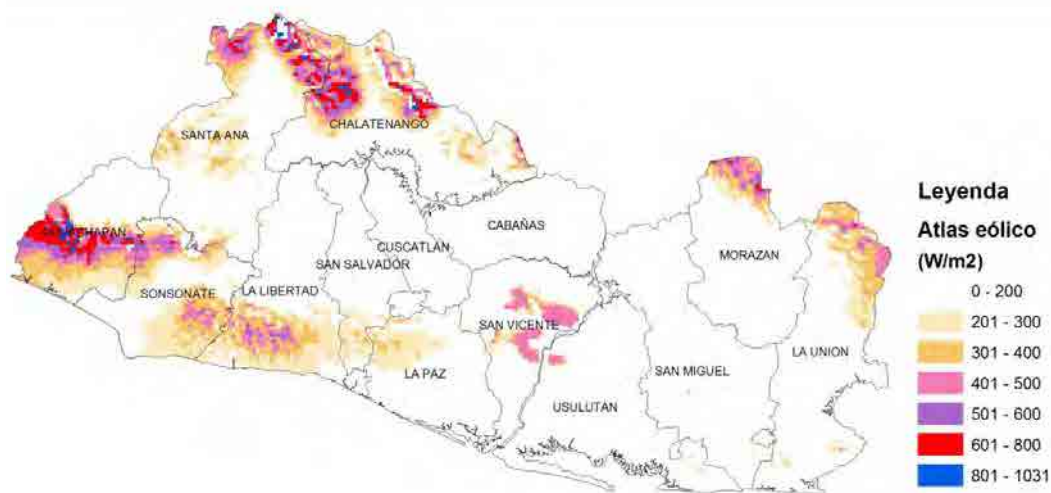 SANTA ANA
CHALATENANGO
CABAÑAS
CUSCATLAN
SAN SALVADOR
MORAZAN
SONSONATE
LA LIBERTAD
SAN VICENTE
LA PAZ
LA UNION
SAN MIGUEL
USULUTÁN
Leyenda
Atlas eólico
(W/m2)
0 - 200
201 - 300
301 - 400
401 - 500
501 - 600
601 - 800
801 - 1031